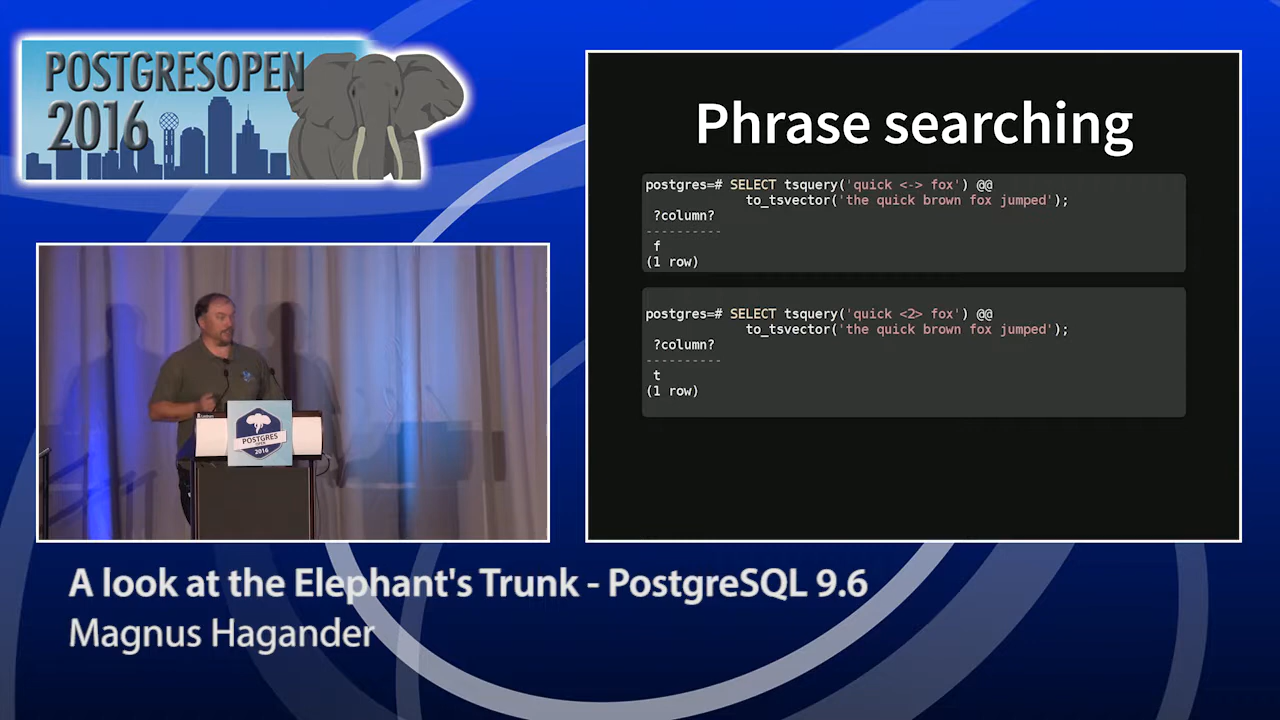 POSTGRESOPEN
2016
Phrase searching
postgres=# SELECT tsquery('quick <-> fox') @@
to_tsvector('the quick brown fox jumped');
?column?
----------
f
(1 row)
postgres=# SELECT tsquery('quick <2> fox') @@
to_tsvector('the quick brown fox jumped');
?column?
----------
t
(1 row)
POSTGRES
OPEN
2016
A look at the Elephant's Trunk - PostgreSQL 9.6
Magnus Hagander